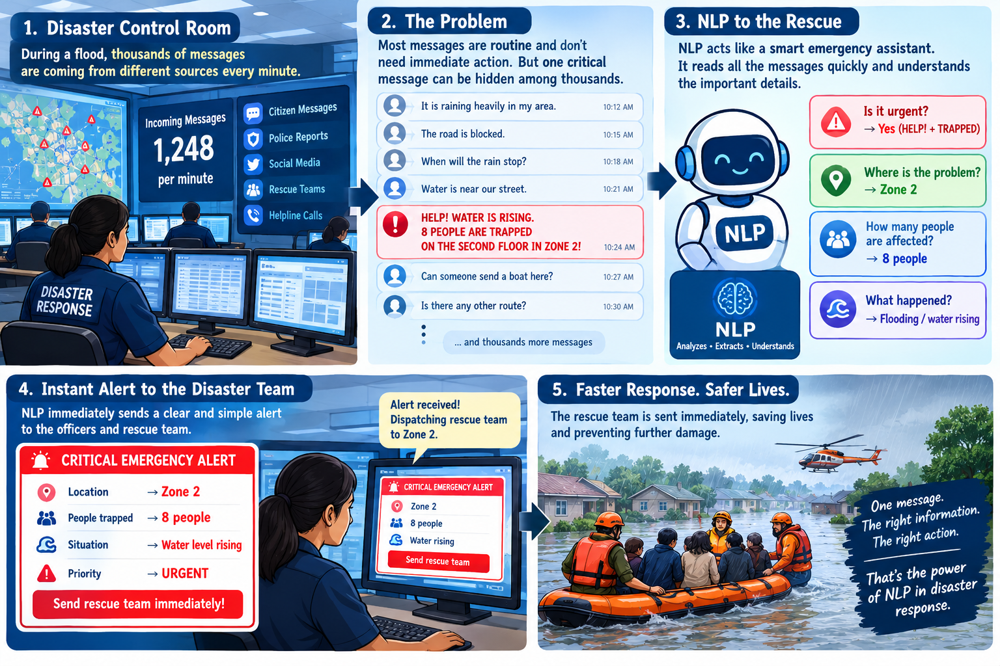 1. Disaster Control Room
During a flood, thousands of messages
are coming from different sources every minute.
Incoming Messages
1,248
per minute
Citizen Messages
Police Reports
Social Media
Rescue Teams
Helpline Calls
DISASTER
RESPONSE
2. The Problem
Most messages are routine and don't
need immediate action. But one critical
message can be hidden among thousands.
It is raining heavily in my area. 10:12 AM
The road is blocked. 10:15 AM
When will the rain stop? 10:18 AM
Water is near our street. 10:21 AM
HELP! WATER IS RISING.
8 PEOPLE ARE TRAPPED
ON THE SECOND FLOOR IN ZONE 2! 10:24 AM
Can someone send a boat here? 10:27 AM
Is there any other route? 10:30 AM
... and thousands more messages
3. NLP to the Rescue
NLP acts like a smart emergency assistant.
It reads all the messages quickly and understands
the important details.
NLP
NLP
Analyzes • Extracts • Understands
Is it urgent?
→ Yes (HELP! + TRAPPED)
Where is the problem?
→ Zone 2
How many people
are affected?
→ 8 people
What happened?
→ Flooding / water rising
4. Instant Alert to the Disaster Team
NLP immediately sends a clear and simple alert
to the officers and rescue team.
CRITICAL EMERGENCY ALERT
Location → Zone 2
People trapped → 8 people
Situation → Water level rising
Priority → URGENT
Send rescue team immediately!
Alert received!
Dispatching rescue team
to Zone 2.
CRITICAL EMERGENCY ALERT
Zone 2
8 people
Water rising
Send rescue team
5. Faster Response. Safer Lives.
The rescue team is sent immediately, saving lives
and preventing further damage.
One message.
The right information.
The right action.
That's the power
of NLP in disaster
response.